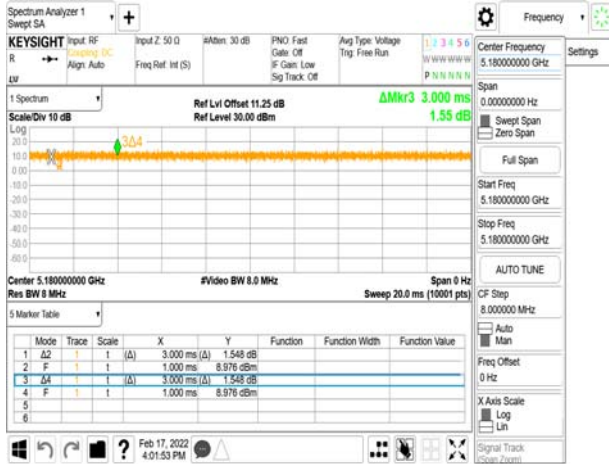 Spectrum Analyzer 1
Swept SA
+
Frequency
Settings
KEYSIGHT
R
LV
Input: RF
Coupling: DC
Align: Auto
Input Z: 50 Ω
Freq Ref: Int (S)
#Atten: 30 dB
PNO: Fast
Gate: Off
IF Gain: Low
Sig Track: Off
Avg Type: Voltage
Trig: Free Run
1 2 3 4 5 6
W W W W W W
P N N N N N
1 Spectrum
Scale/Div 10 dB
Ref Lvl Offset 11.25 dB
Ref Level 30.00 dBm
ΔMkr3 3.000 ms
1.55 dB
Log
20.0
10.0
0.00
-10.0
-20.0
-30.0
-40.0
-50.0
-60.0
3Δ4
Center 5.180000000 GHz
Res BW 8 MHz
#Video BW 8.0 MHz
Span 0 Hz
Sweep 20.0 ms (10001 pts)
5 Marker Table
Mode Trace Scale X Y Function Function Width Function Value
1 Δ2 1 t (Δ) 3.000 ms (Δ) 1.548 dB
2 F 1 t 1.000 ms 8.976 dBm
3 Δ4 1 t (Δ) 3.000 ms (Δ) 1.548 dB
4 F 1 t 1.000 ms 8.976 dBm
5
6
?
Feb 17, 2022
4:01:53 PM
Center Frequency
5.180000000 GHz
Span
0.00000000 Hz
Swept Span
Zero Span
Full Span
Start Freq
5.180000000 GHz
Stop Freq
5.180000000 GHz
AUTO TUNE
CF Step
8.000000 MHz
Auto
Man
Freq Offset
0 Hz
X Axis Scale
Log
Lin
Signal Track
(Span Zoom)